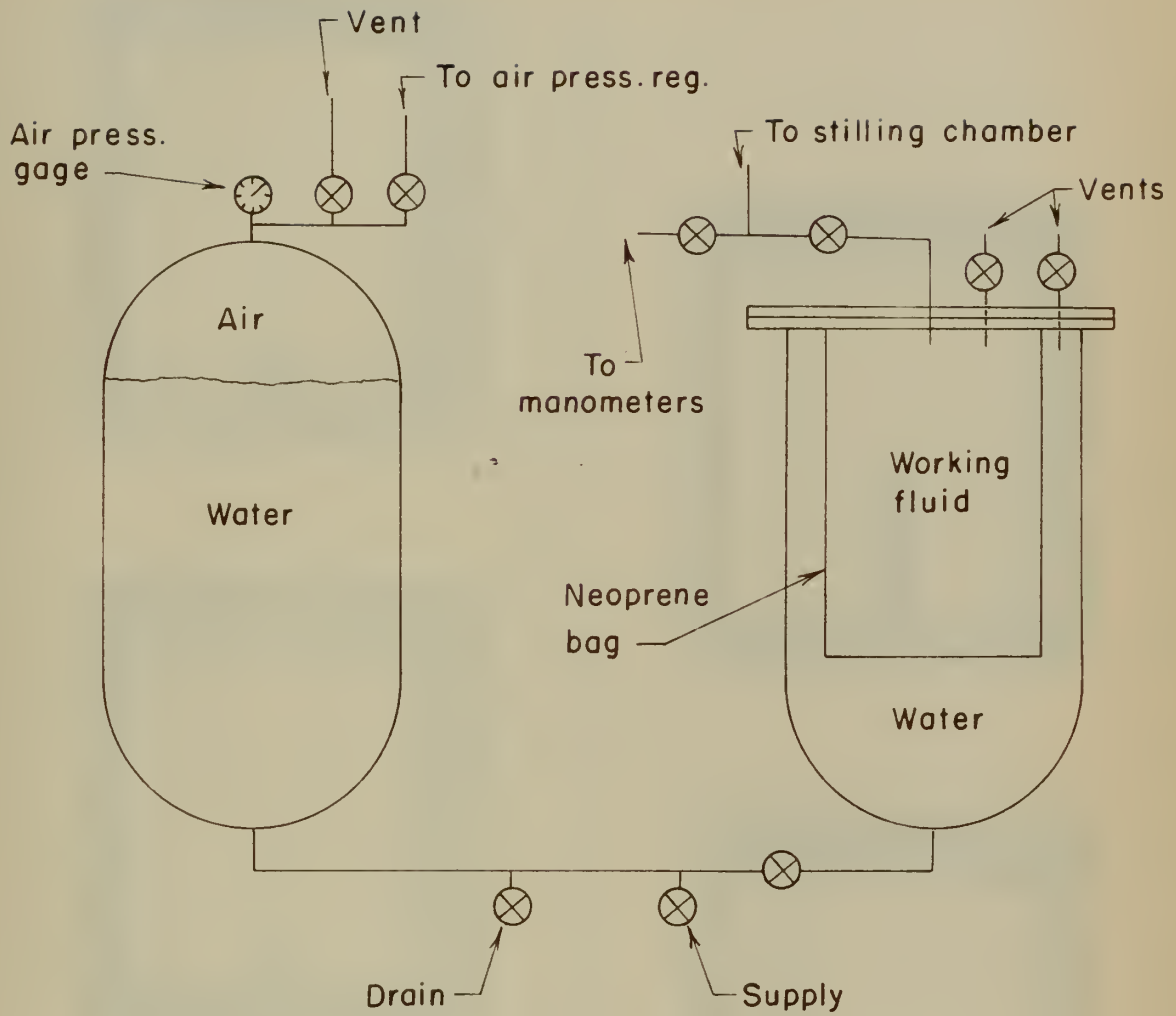 Vent
To air press. reg.
Air press.
gage
To stilling chamber
Vents
Air
To
manometers
Working
fluid
Water
Neoprene
bag
Water
Drain
Supply